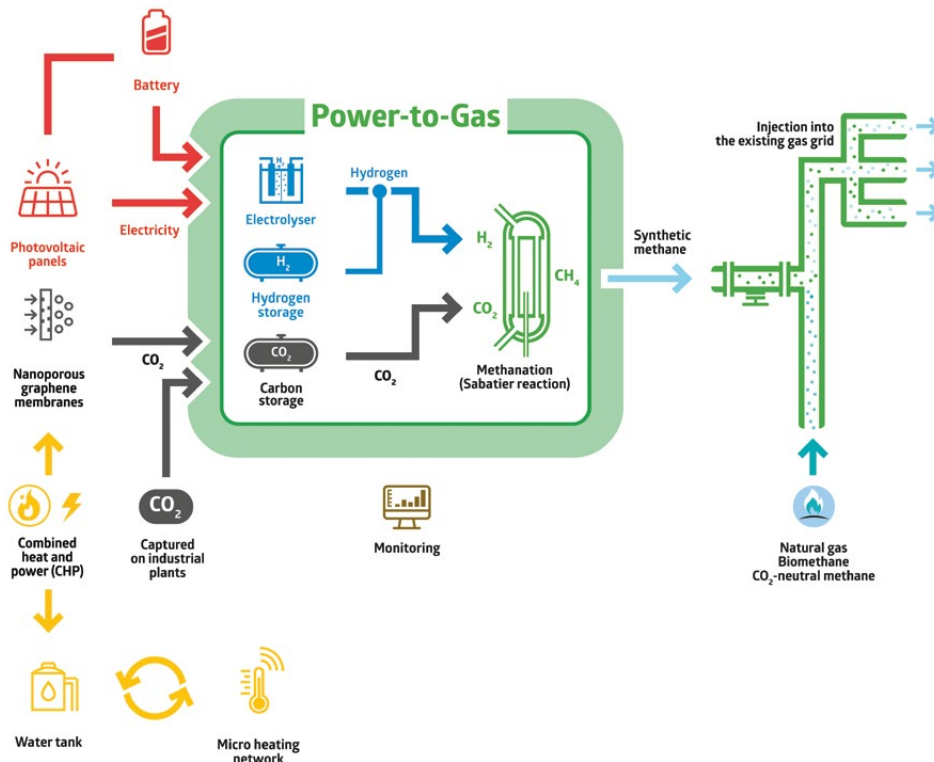 Battery
Power-to-Gas
Injection into
the existing gas grid
H₂
Hydrogen
Electrolyser
Electricity
Photovoltaic
panels
H₂
Hydrogen
storage
H₂
CH₄
CO₂
Synthetic
methane
CO₂
Nanoporous
graphene
membranes
CO₂
Carbon
storage
CO₂
Methanation
(Sabatier reaction)
CO₂
Combined
heat and
power (CHP)
Captured
on industrial
plants
Monitoring
Natural gas
Biomethane
CO₂-neutral methane
Water tank
Micro heating
network